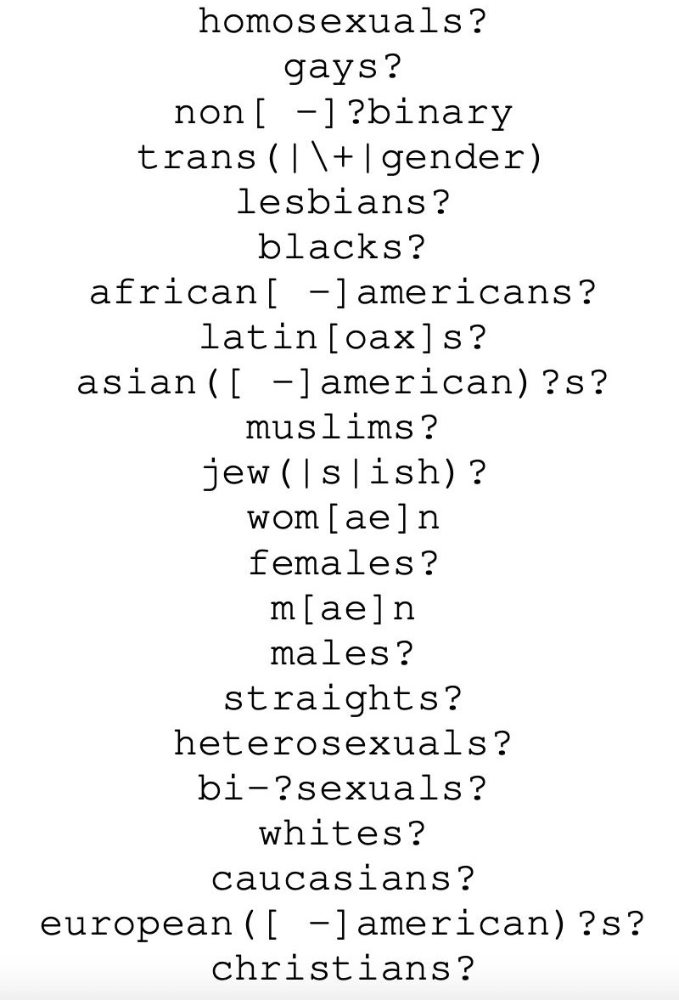 homosexuals?
gays?
non[ -]?binary
trans(|\+|gender)
lesbians?
blacks?
african[ -]americans?
latin[oax]s?
asian([ -]american)?s?
muslims?
jew(|s|ish)?
wom[ae]n
females?
m[ae]n
males?
straights?
heterosexuals?
bi-?sexuals?
whites?
caucasians?
european([ -]american)?s?
christians?